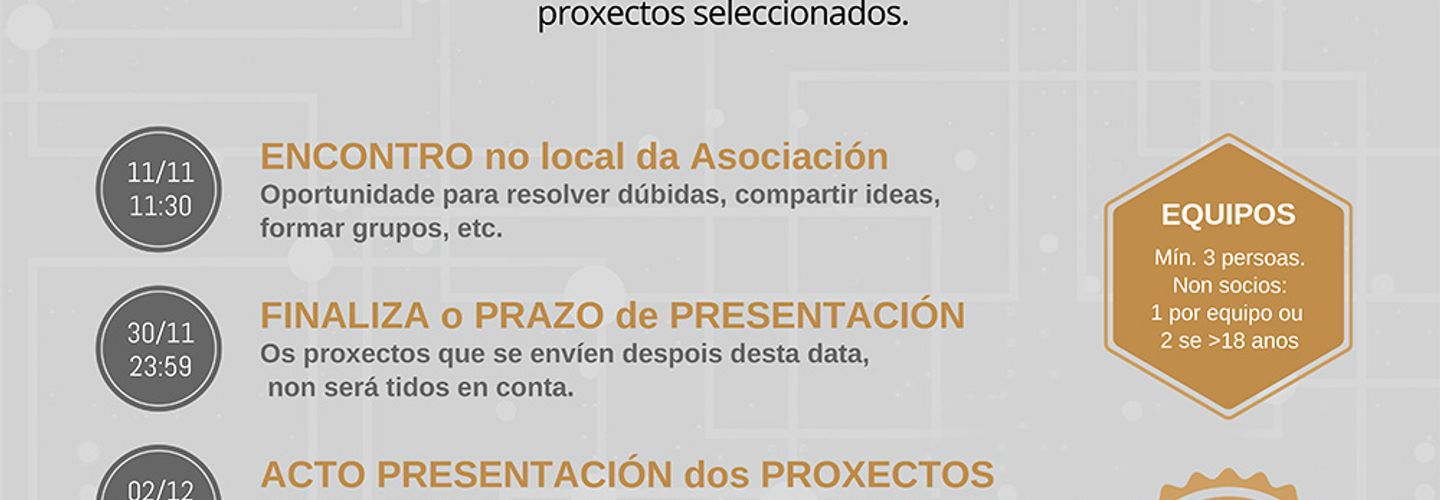 proxectos seleccionados.
11/11
11:30
ENCONTRO no local da Asociación
Oportunidade para resolver dúbidas, compartir ideas,
formar grupos, etc.
EQUIPOS
Mín. 3 persoas.
Non socios:
1 por equipo ou
2 se >18 anos
30/11
23:59
FINALIZA o PRAZO de PRESENTACIÓN
Os proxectos que se envíen despois desta data,
non será tidos en conta.
02/12
ACTO PRESENTACIÓN dos PROXECTOS